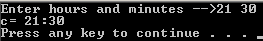 Enter hours and minutes -->21 30
c= 21:30
Press any key to continue . . .